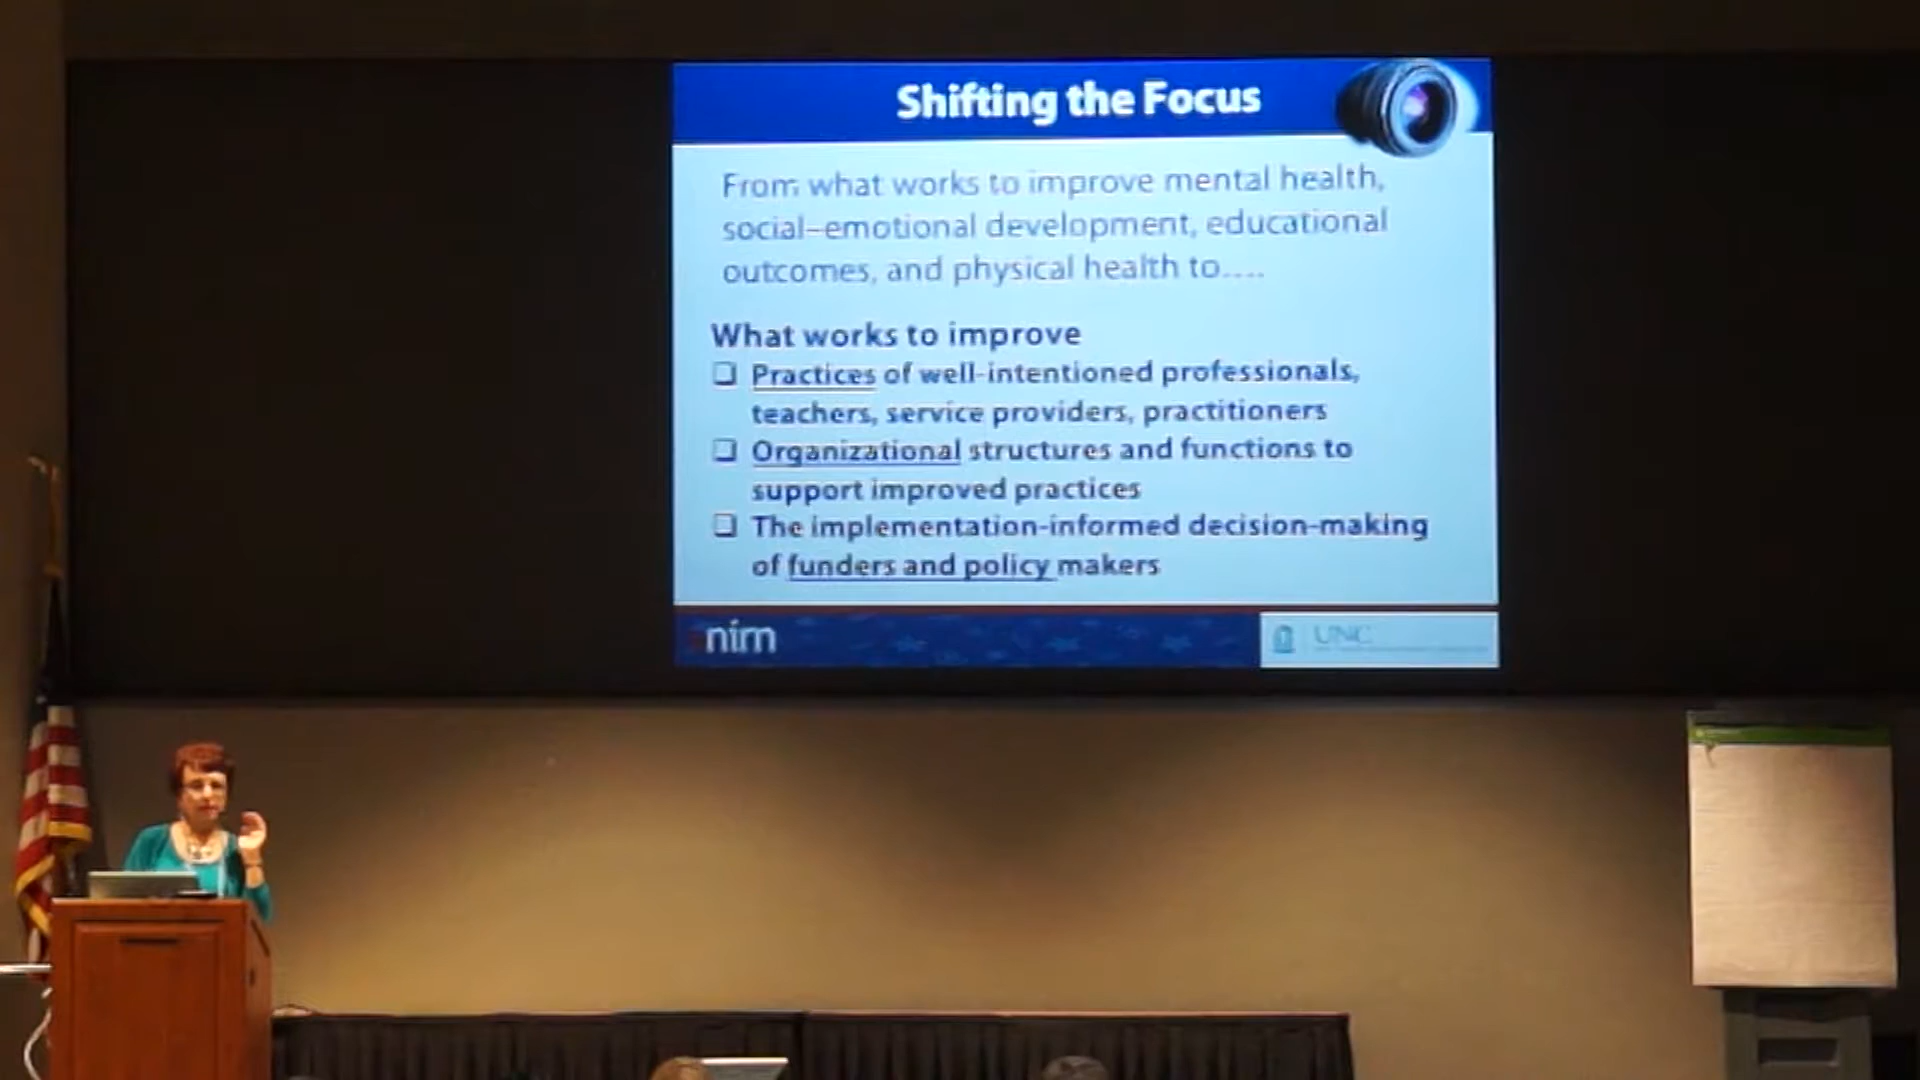 Shifting the Focus
From what works to improve mental health,
social-emotional development, educational
outcomes, and physical health to....
What works to improve
❑ Practices of well-intentioned professionals,
teachers, service providers, practitioners
❑ Organizational structures and functions to
support improved practices
❑ The implementation-informed decision-making
of funders and policy makers
nirn
UNC